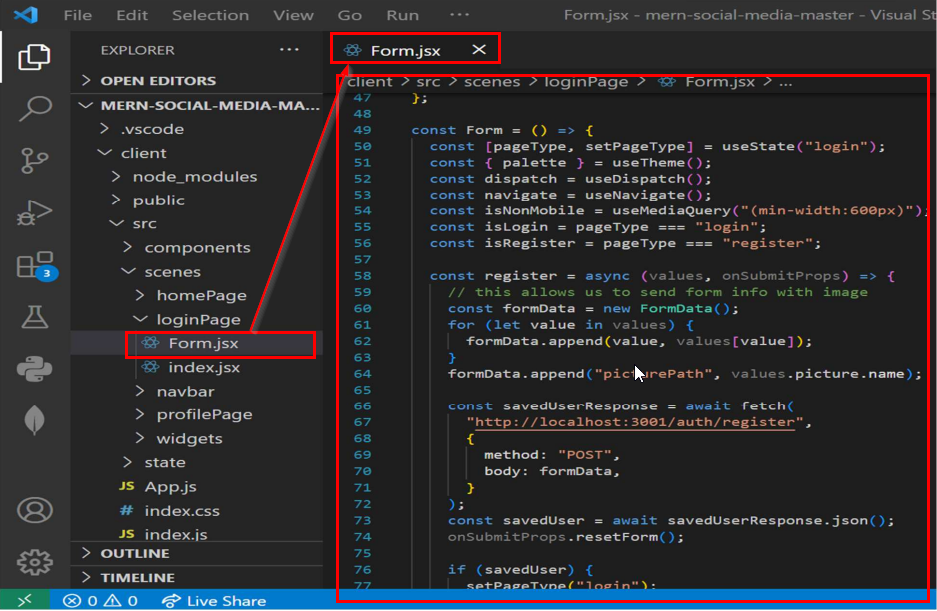 File Edit Selection View Go Run ··· Form.jsx - mern-social-media-master - Visual St
EXPLORER ···
> OPEN EDITORS
MERN-SOCIAL-MEDIA-MA...
> .vscode
client
> node_modules
> public
src
> components
scenes
> homePage
loginPage
Form.jsx
index.jsx
> navbar
> profilePage
> widgets
> state
JS App.js
# index.css
JS index.js
> OUTLINE
> TIMELINE
3
Form.jsx ×
client > src > scenes > loginPage > Form.jsx > ...
47 };
48
49 const Form = () => {
50 const [pageType, setPageType] = useState("login");
51 const { palette } = useTheme();
52 const dispatch = useDispatch();
53 const navigate = useNavigate();
54 const isNonMobile = useMediaQuery("(min-width:600px)");
55 const isLogin = pageType === "login";
56 const isRegister = pageType === "register";
57
58 const register = async (values, onSubmitProps) => {
59 // this allows us to send form info with image
60 const formData = new FormData();
61 for (let value in values) {
62 formData.append(value, values[value]);
63 }
64 formData.append("picturePath", values.picture.name);
65
66 const savedUserResponse = await fetch(
67 "http://localhost:3001/auth/register",
68 {
69 method: "POST",
70 body: formData,
71 }
72 );
73 const savedUser = await savedUserResponse.json();
74 onSubmitProps.resetForm();
75
76 if (savedUser) {
77 setPageType("login");
0 0 Live Share